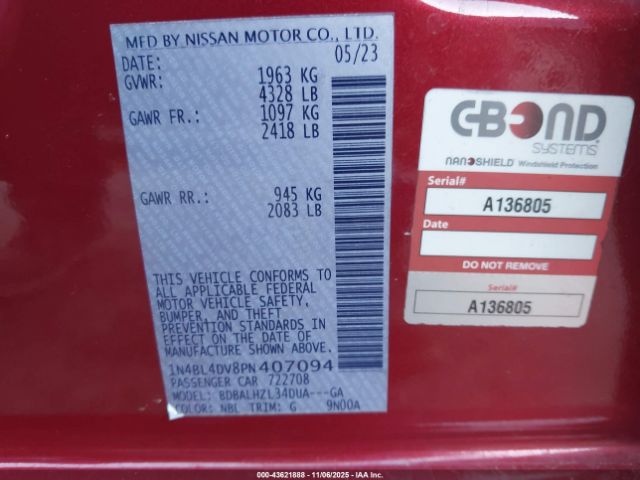 MFD BY NISSAN MOTOR CO., LTD.
DATE: 05/23
GVWR: 1963 KG
4328 LB
GAWR FR.: 1097 KG
2418 LB
GAWR RR.: 945 KG
2083 LB
THIS VEHICLE CONFORMS TO
ALL APPLICABLE FEDERAL
MOTOR VEHICLE SAFETY,
BUMPER, AND THEFT
PREVENTION STANDARDS IN
EFFECT ON THE DATE OF
MANUFACTURE SHOWN ABOVE.
1N4BL4DV8PN407094
PASSENGER CAR 722708
MODEL: BDBALHZL34DUA---GA
COLOR: NBL TRIM: G 9N00A
C-BOND
SYSTEMS
NANOSHIELD Windshield Protection
Serial#
A136805
Date
DO NOT REMOVE
Serial#
A136805
000-43621888 | 11/06/2025 | IAA Inc.